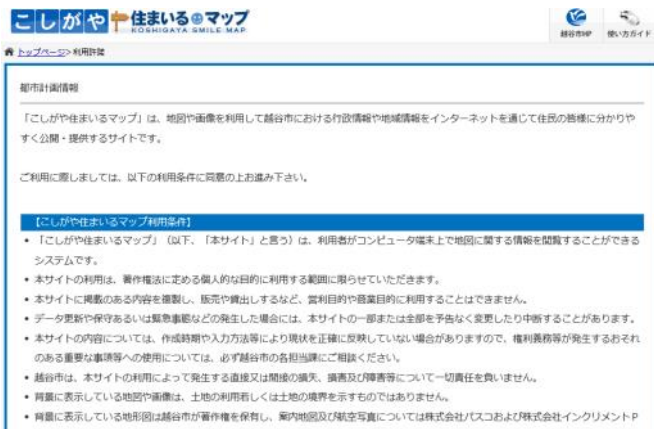 こしがや住まいるマップ
KOSHIGAYA SMILE MAP
越谷市HP 使い方ガイド
トップページ>利用許諾
都市計画情報
「こしがや住まいるマップ」は、地図や画像を利用して越谷市における行政情報や地域情報をインターネットを通じて住民の皆様に分かりや
すく公開・提供するサイトです。
ご利用に際しましては、以下の利用条件に同意の上お進み下さい。
【こしがや住まいるマップ利用条件】
• 「こしがや住まいるマップ」（以下、「本サイト」と言う）は、利用者がコンピュータ端末上で地図に関する情報を閲覧することができる
システムです。
• 本サイトの利用は、著作権法に定める個人的な目的に利用する範囲に限らせていただきます。
• 本サイトに掲載のある内容を複製し、販売や貸出しするなど、営利目的や商業目的に利用することはできません。
• データ更新や保守あるいは緊急事態などの発生した場合には、本サイトの一部または全部を予告なく変更したり中断することがあります。
• 本サイトの内容については、作成時期や入力方法等により現状を正確に反映していない場合がありますので、権利義務等が発生するおそれ
のある重要な事項等への使用については、必ず越谷市の各担当課にご相談ください。
• 越谷市は、本サイトの利用によって発生する直接又は間接の損失、損害及び障害等について一切責任を負いません。
• 背景に表示している地図や画像は、土地の利用若しくは土地の境界を示すものではありません。
• 背景に表示している地形図は越谷市が著作権を保有し、案内地図及び航空写真については株式会社パスコおよび株式会社インクリメントP